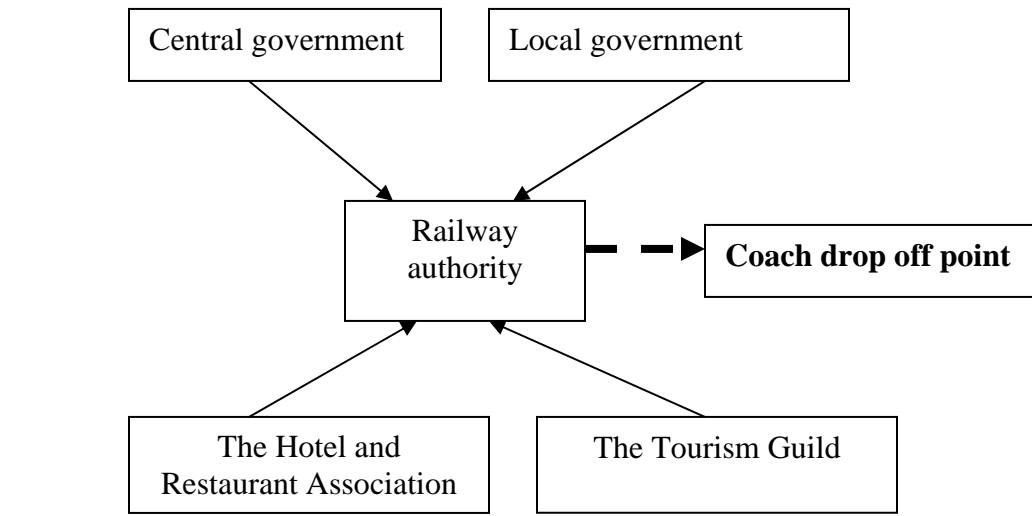 Central government
Local government
Railway
authority
Coach drop off point
The Hotel and
Restaurant Association
The Tourism Guild